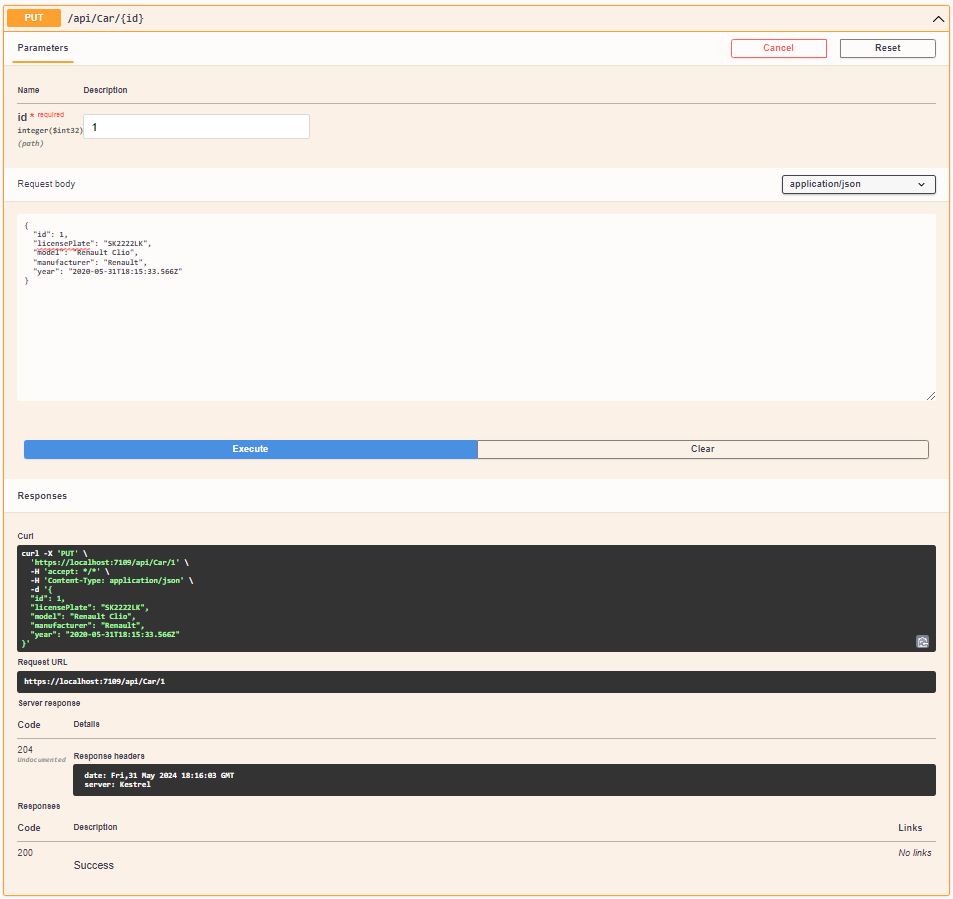 PUT /api/Car/{id}
Parameters
Cancel
Reset
Name Description
id * required
integer($int32)
(path)
1
Request body
application/json
{
  "id": 1,
  "licensePlate": "SK2222LK",
  "model": "Renault Clio",
  "manufacturer": "Renault",
  "year": "2020-05-31T18:15:33.566Z"
}
Execute
Clear
Responses
Curl
curl -X 'PUT' \
  'https://localhost:7109/api/Car/1' \
  -H 'accept: */*' \
  -H 'Content-Type: application/json' \
  -d '{
  "id": 1,
  "licensePlate": "SK2222LK",
  "model": "Renault Clio",
  "manufacturer": "Renault",
  "year": "2020-05-31T18:15:33.566Z"
}'
Request URL
https://localhost:7109/api/Car/1
Server response
Code Details
204
Undocumented
Response headers
date: Fri,31 May 2024 18:16:03 GMT
server: Kestrel
Responses
Code Description Links
200
Success
No links